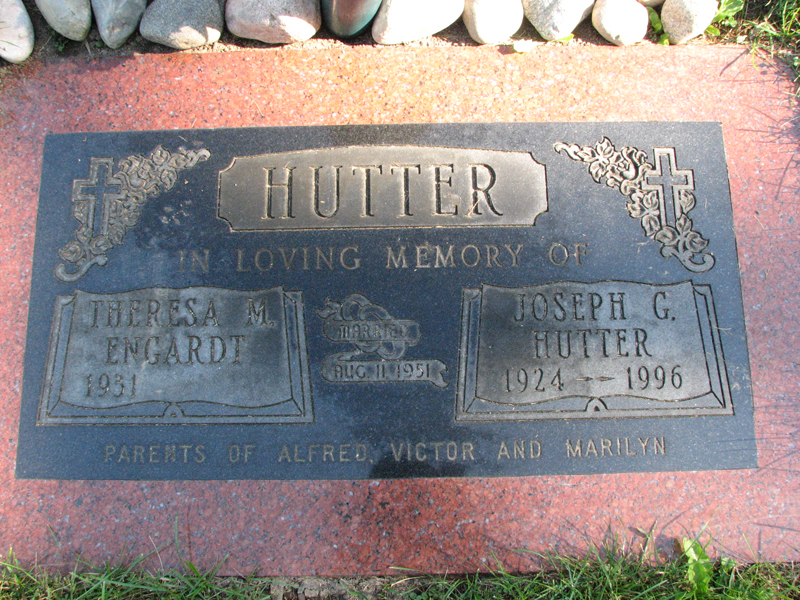 HUTTER
IN LOVING MEMORY OF
THERESA M.
ENGARDT
1931
MARRIED
AUG. 11. 1951
JOSEPH G.
HUTTER
1924 1996
PARENTS OF ALFRED, VICTOR AND MARILYN